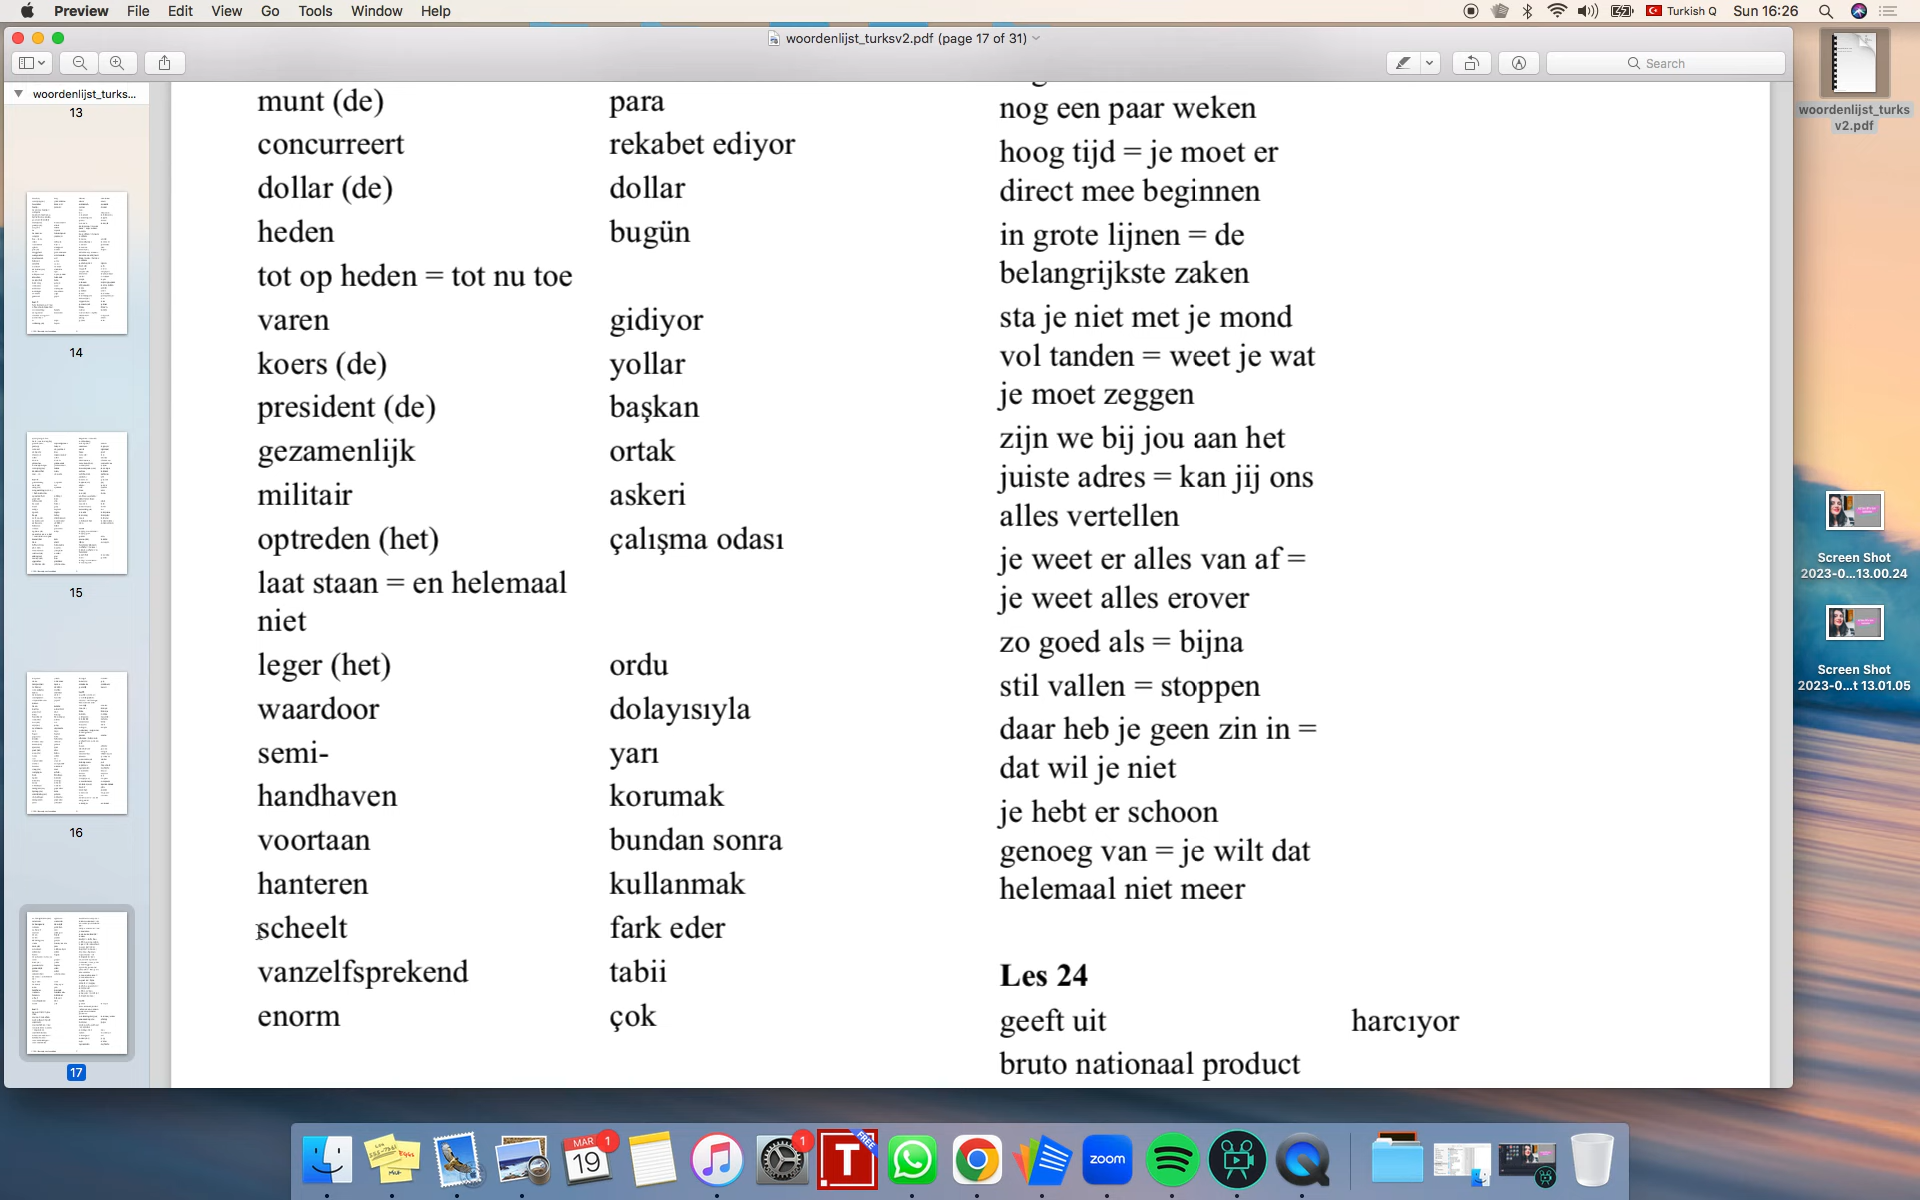 Preview File Edit View Go Tools Window Help
Turkish Q Sun 16:26
woordenlijst_turksv2.pdf (page 17 of 31)
Search
woordenlijst_turks...
13
14
15
16
17
munt (de) para
concurreert rekabet ediyor
dollar (de) dollar
heden bugün
tot op heden = tot nu toe
varen gidiyor
koers (de) yollar
president (de) başkan
gezamenlijk ortak
militair askeri
optreden (het) çalışma odası
laat staan = en helemaal
niet
leger (het) ordu
waardoor dolayısıyla
semi- yarı
handhaven korumak
voortaan bundan sonra
hanteren kullanmak
scheelt fark eder
vanzelfsprekend tabii
enorm çok
nog een paar weken
hoog tijd = je moet er
direct mee beginnen
in grote lijnen = de
belangrijkste zaken
sta je niet met je mond
vol tanden = weet je wat
je moet zeggen
zijn we bij jou aan het
juiste adres = kan jij ons
alles vertellen
je weet er alles van af =
je weet alles erover
zo goed als = bijna
stil vallen = stoppen
daar heb je geen zin in =
dat wil je niet
je hebt er schoon
genoeg van = je wilt dat
helemaal niet meer
Les 24
geeft uit harcıyor
bruto nationaal product
woordenlijst_turks
v2.pdf
Screen Shot
2023-0...13.00.24
Screen Shot
2023-0...t 13.01.05
MAR
19
1
1
T
FREE
zoom